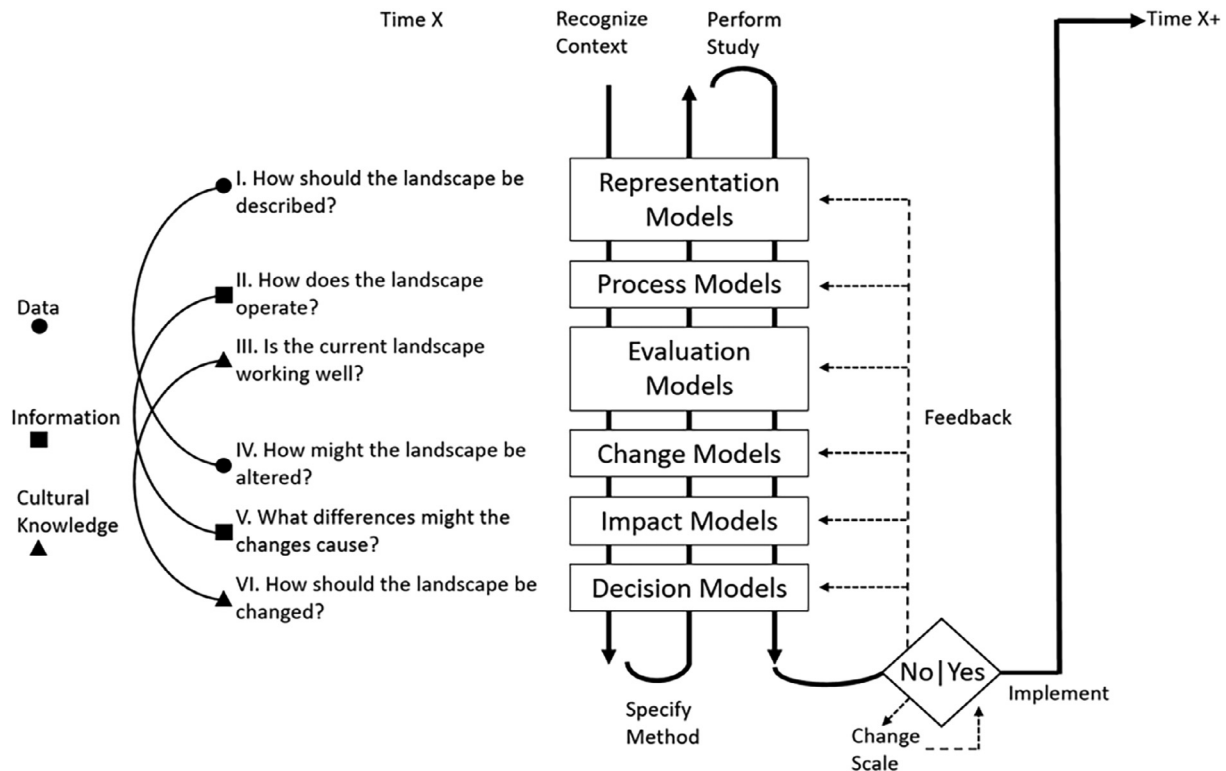 Time X
Recognize
Context
Perform
Study
Time X+
I. How should the landscape be
described?
II. How does the landscape
operate?
III. Is the current landscape
working well?
IV. How might the landscape be
altered?
V. What differences might the
changes cause?
VI. How should the landscape be
changed?
Data
Information
Cultural
Knowledge
Representation
Models
Process Models
Evaluation
Models
Change Models
Impact Models
Decision Models
Feedback
No|Yes
Implement
Specify
Method
Change
Scale